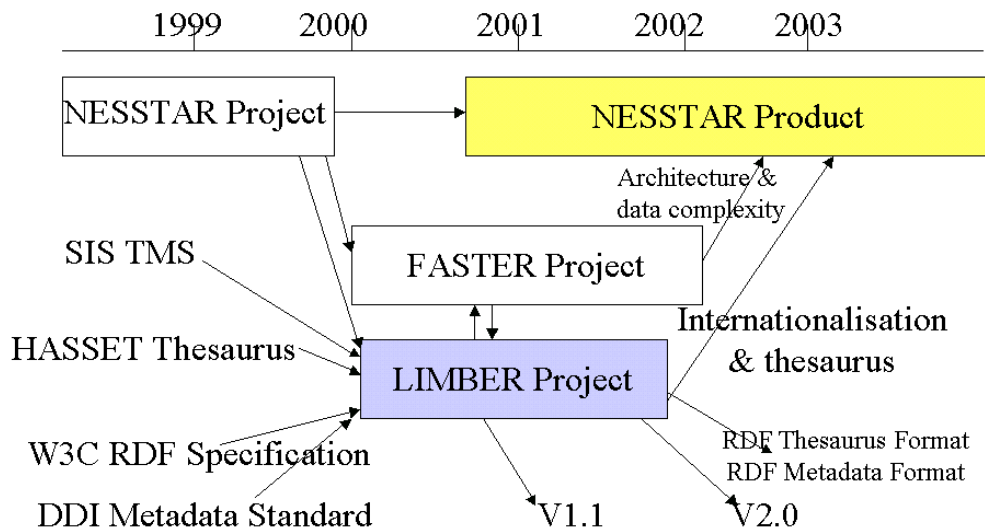 1999 2000 2001 2002 2003
NESSTAR Project
NESSTAR Product
Architecture &
data complexity
SIS TMS
FASTER Project
HASSET Thesaurus
LIMBER Project
Internationalisation
& thesaurus
W3C RDF Specification
RDF Thesaurus Format
RDF Metadata Format
DDI Metadata Standard
V1.1
V2.0